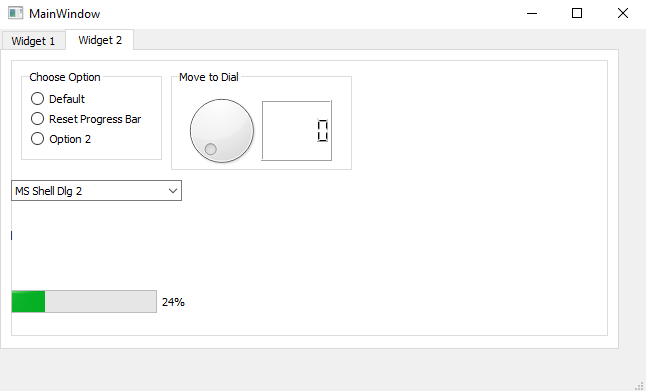 MainWindow
Widget 1
Widget 2
Choose Option
Move to Dial
Default
Reset Progress Bar
Option 2
0
MS Shell Dlg 2
24%